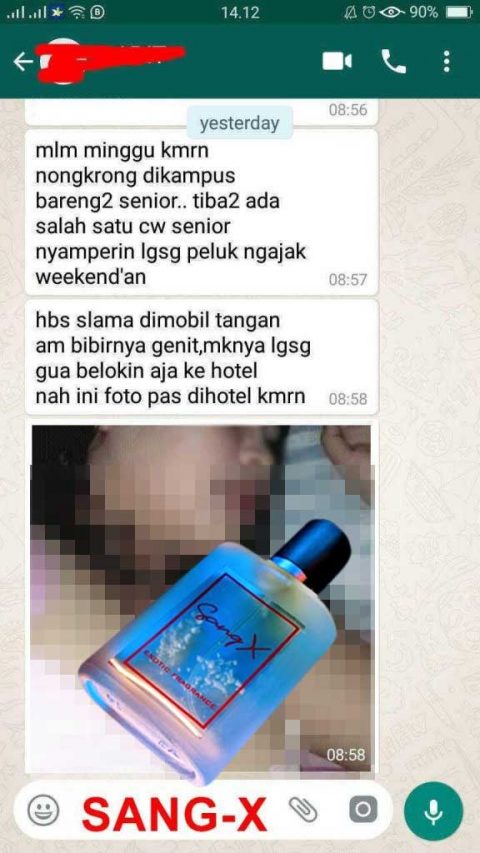 14.12
90%
08:56
yesterday
mlm minggu kmrn
nongkrong dikampus
bareng2 senior.. tiba2 ada
salah satu cw senior
nyamperin lgsg peluk ngajak
weekend'an
08:57
hbs slama dimobil tangan
am bibirnya genit,mknya lgsg
gua belokin aja ke hotel
nah ini foto pas dihotel kmrn
08:58
Sang X
EXOTIC FRAGRANCE
08:58
SANG-X